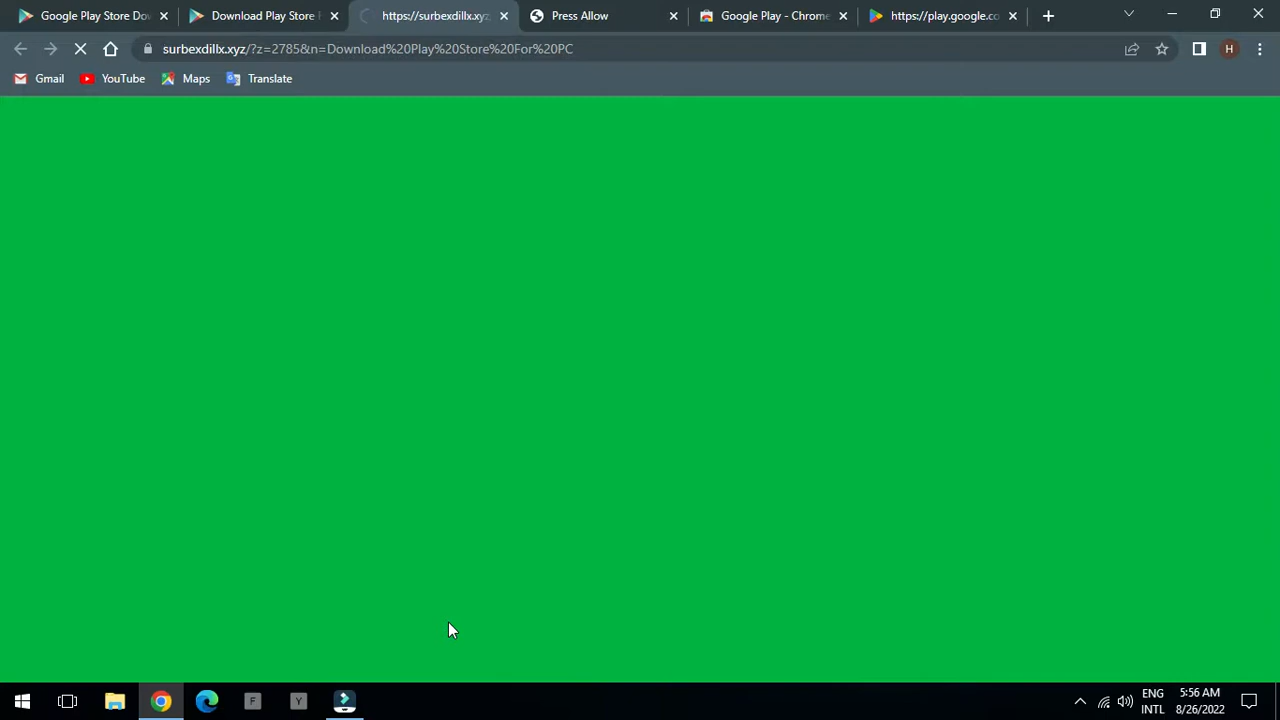 Google Play Store Do
Download Play Store
https://surbexdillx.xyz
Press Allow
Google Play - Chrome
https://play.google.co
surbexdillx.xyz/?z=2785&n=Download%20Play%20Store%20For%20PC
H
Gmail
YouTube
Maps
Translate
F
Y
ENG
INTL
5:56 AM
8/26/2022